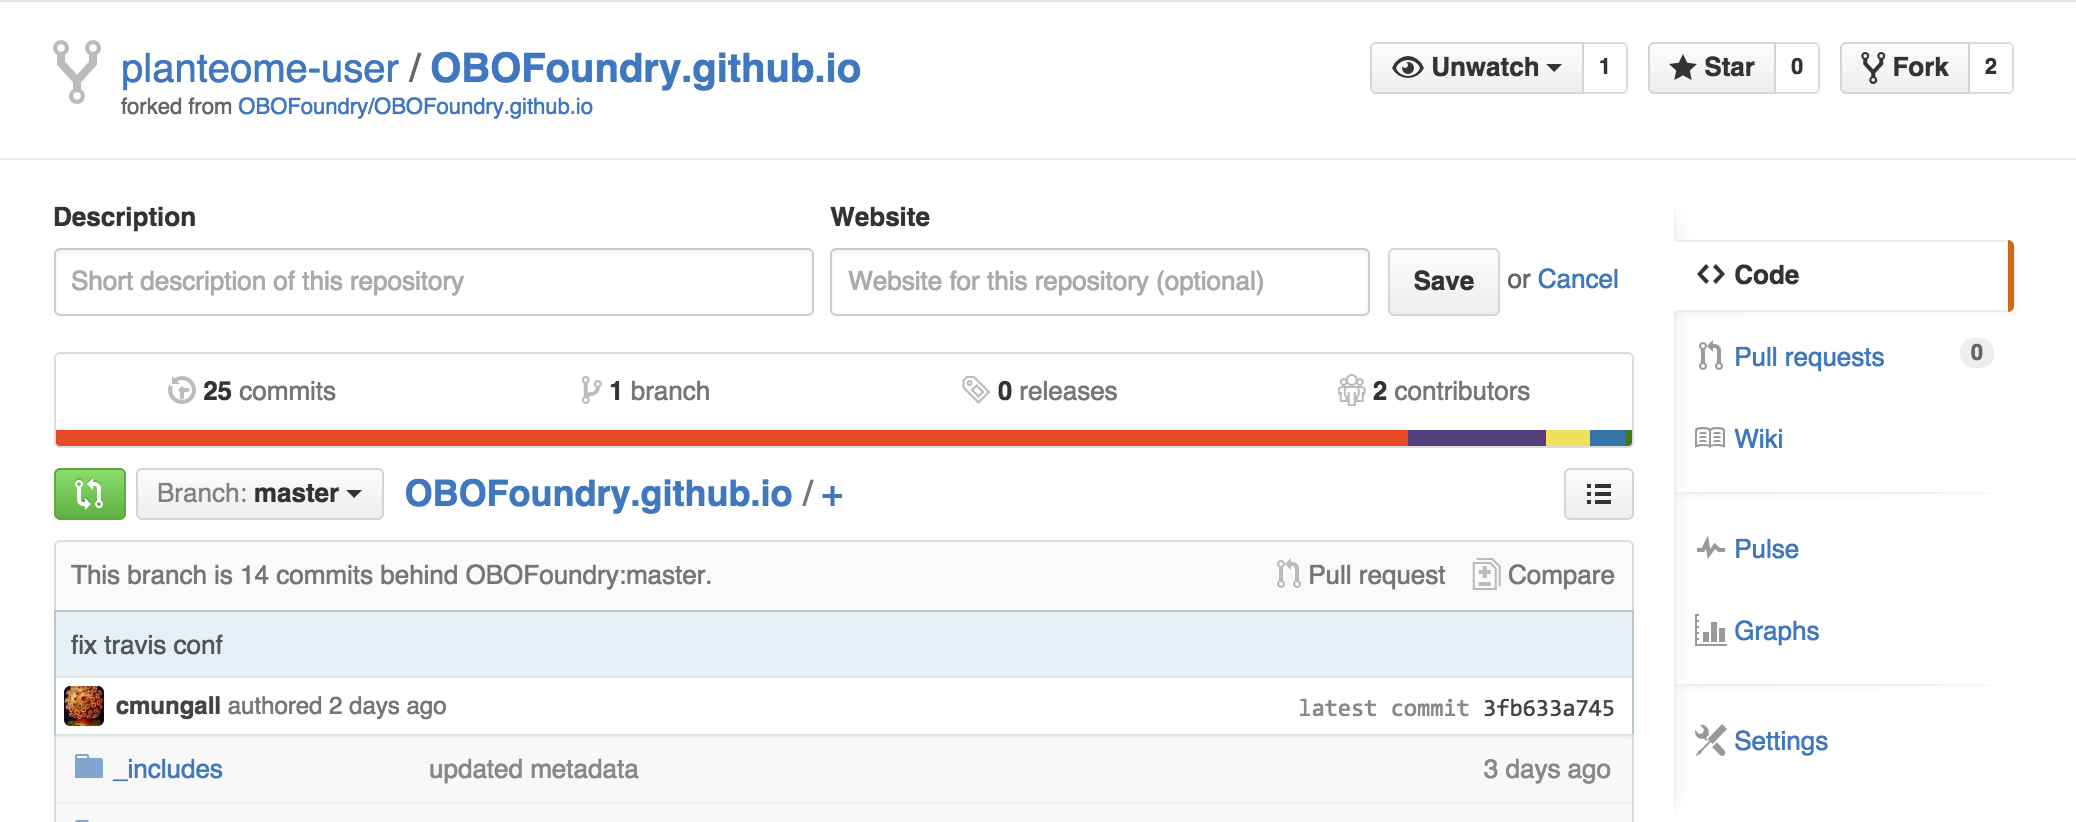 planteome-user / OBOFoundry.github.io
Unwatch 1 Star 0 Fork 2
forked from OBOFoundry/OBOFoundry.github.io
Description
Website
Short description of this repository
Website for this repository (optional)
Save or Cancel
25 commits
1 branch
0 releases
2 contributors
Branch: master
OBOFoundry.github.io / +
This branch is 14 commits behind OBOFoundry:master.
Pull request
Compare
fix travis conf
cmungall authored 2 days ago
latest commit 3fb633a745
_includes
updated metadata
3 days ago
Code
Pull requests 0
Wiki
Pulse
Graphs
Settings